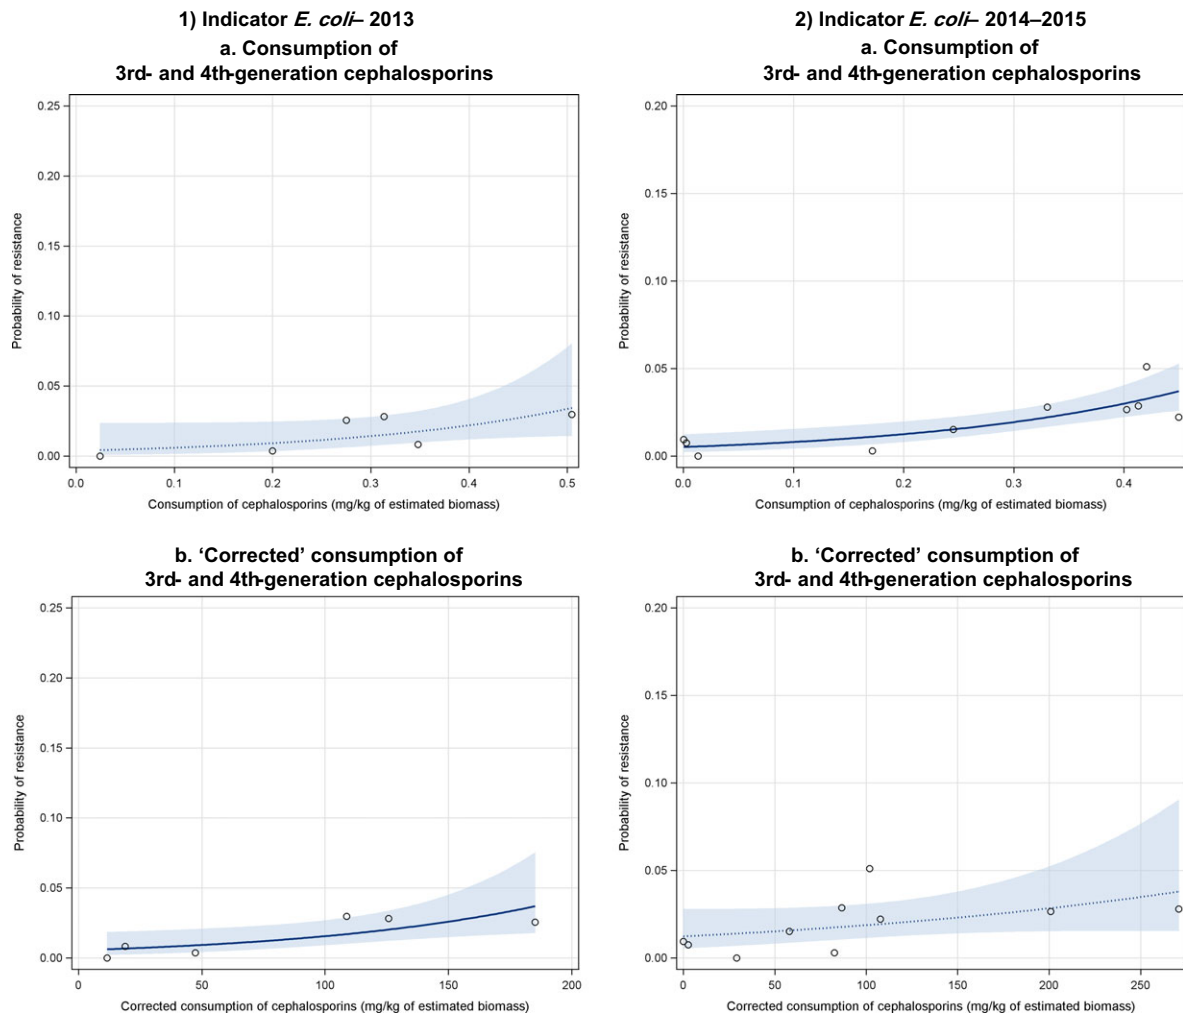 1) Indicator E. coli– 2013
a. Consumption of
3rd- and 4th-generation cephalosporins
0.25
0.20
0.15
0.10
0.05
0.00
Probability of resistance
0.0 0.1 0.2 0.3 0.4 0.5
Consumption of cephalosporins (mg/kg of estimated biomass)
2) Indicator E. coli– 2014–2015
a. Consumption of
3rd- and 4th-generation cephalosporins
0.20
0.15
0.10
0.05
0.00
Probability of resistance
0.0 0.1 0.2 0.3 0.4
Consumption of cephalosporins (mg/kg of estimated biomass)
b. ‘Corrected’ consumption of
3rd- and 4th-generation cephalosporins
0.25
0.20
0.15
0.10
0.05
0.00
Probability of resistance
0 50 100 150 200
Corrected consumption of cephalosporins (mg/kg of estimated biomass)
b. ‘Corrected’ consumption of
3rd- and 4th-generation cephalosporins
0.20
0.15
0.10
0.05
0.00
Probability of resistance
0 50 100 150 200 250
Corrected consumption of cephalosporins (mg/kg of estimated biomass)